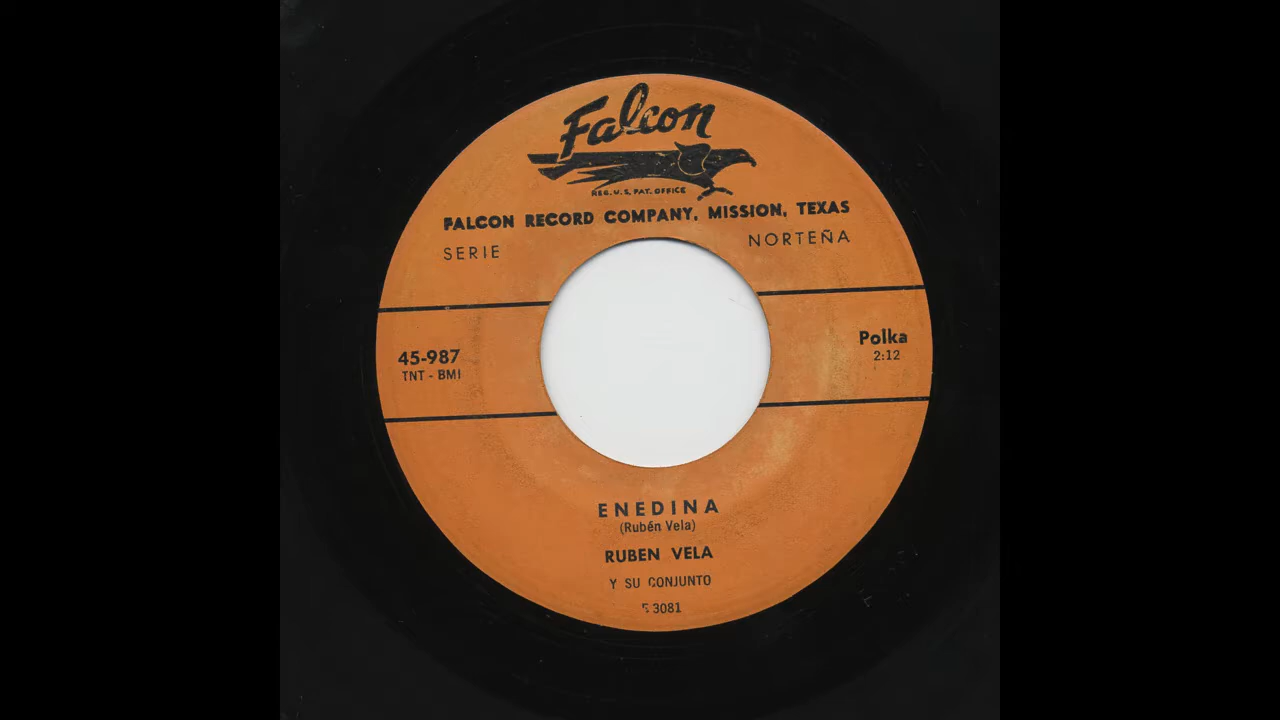 Falcon
REG. U.S. PAT. OFFICE
FALCON RECORD COMPANY, MISSION, TEXAS
SERIE NORTEÑA
45-987 Polka
TNT - BMI 2:12
ENEDINA
(Rubén Vela)
RUBEN VELA
Y SU CONJUNTO
3081